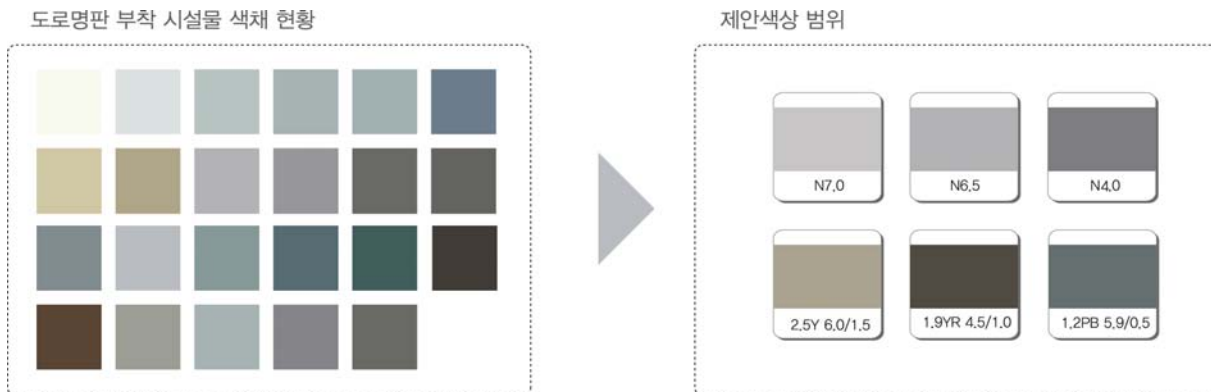 도로명판 부착 시설물 색채 현황
제안색상 범위
N7.0
N6.5
N4.0
2.5Y 6.0/1.5
1.9YR 4.5/1.0
1.2PB 5.9/0.5